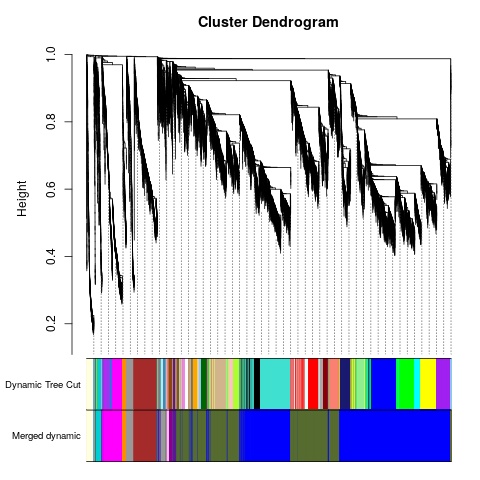 Cluster Dendrogram
1.0
0.8
Height
0.6
0.4
0.2
Dynamic Tree Cut
Merged dynamic